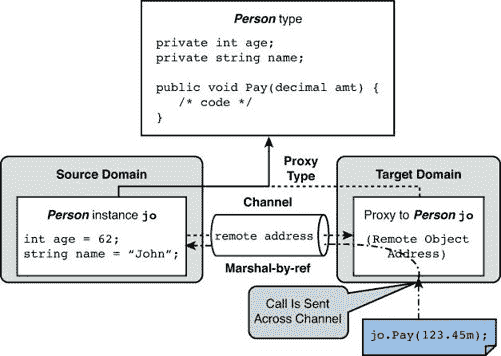 Person type
private int age;
private string name;
public void Pay(decimal amt) {
/* code */
}
Proxy
Type
Source Domain
Person instance jo
int age = 62;
string name = “John”;
Channel
remote address
Marshal-by-ref
Target Domain
Proxy to Person jo
(Remote Object
Address)
Call Is Sent
Across Channel
jo.Pay(123.45m);